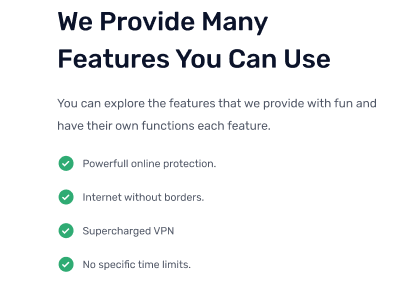 We Provide Many
Features You Can Use
You can explore the features that we provide with fun and
have their own functions each feature.
Powerfull online protection.
Internet without borders.
Supercharged VPN
No specific time limits.